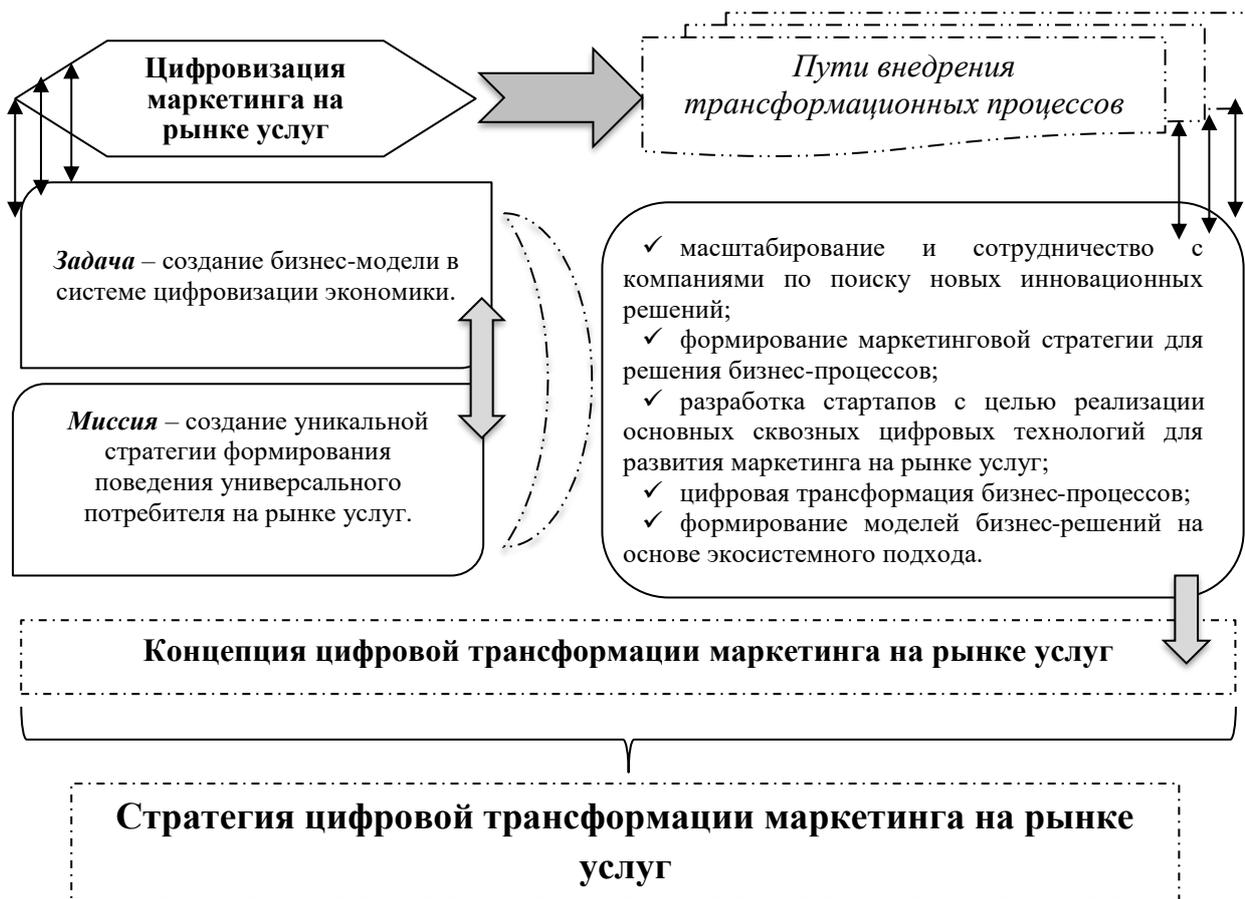 Цифровизация
маркетинга на
рынке услуг
Пути внедрения
трансформационных процессов
Задача – создание бизнес-модели в
системе цифровизации экономики.
Миссия – создание уникальной
стратегии формирования
поведения универсального
потребителя на рынке услуг.
✓ масштабирование и сотрудничество с
компаниями по поиску новых инновационных
решений;
✓ формирование маркетинговой стратегии для
решения бизнес-процессов;
✓ разработка стартапов с целью реализации
основных сквозных цифровых технологий для
развития маркетинга на рынке услуг;
✓ цифровая трансформация бизнес-процессов;
✓ формирование моделей бизнес-решений на
основе экосистемного подхода.
Концепция цифровой трансформации маркетинга на рынке услуг
Стратегия цифровой трансформации маркетинга на рынке
услуг